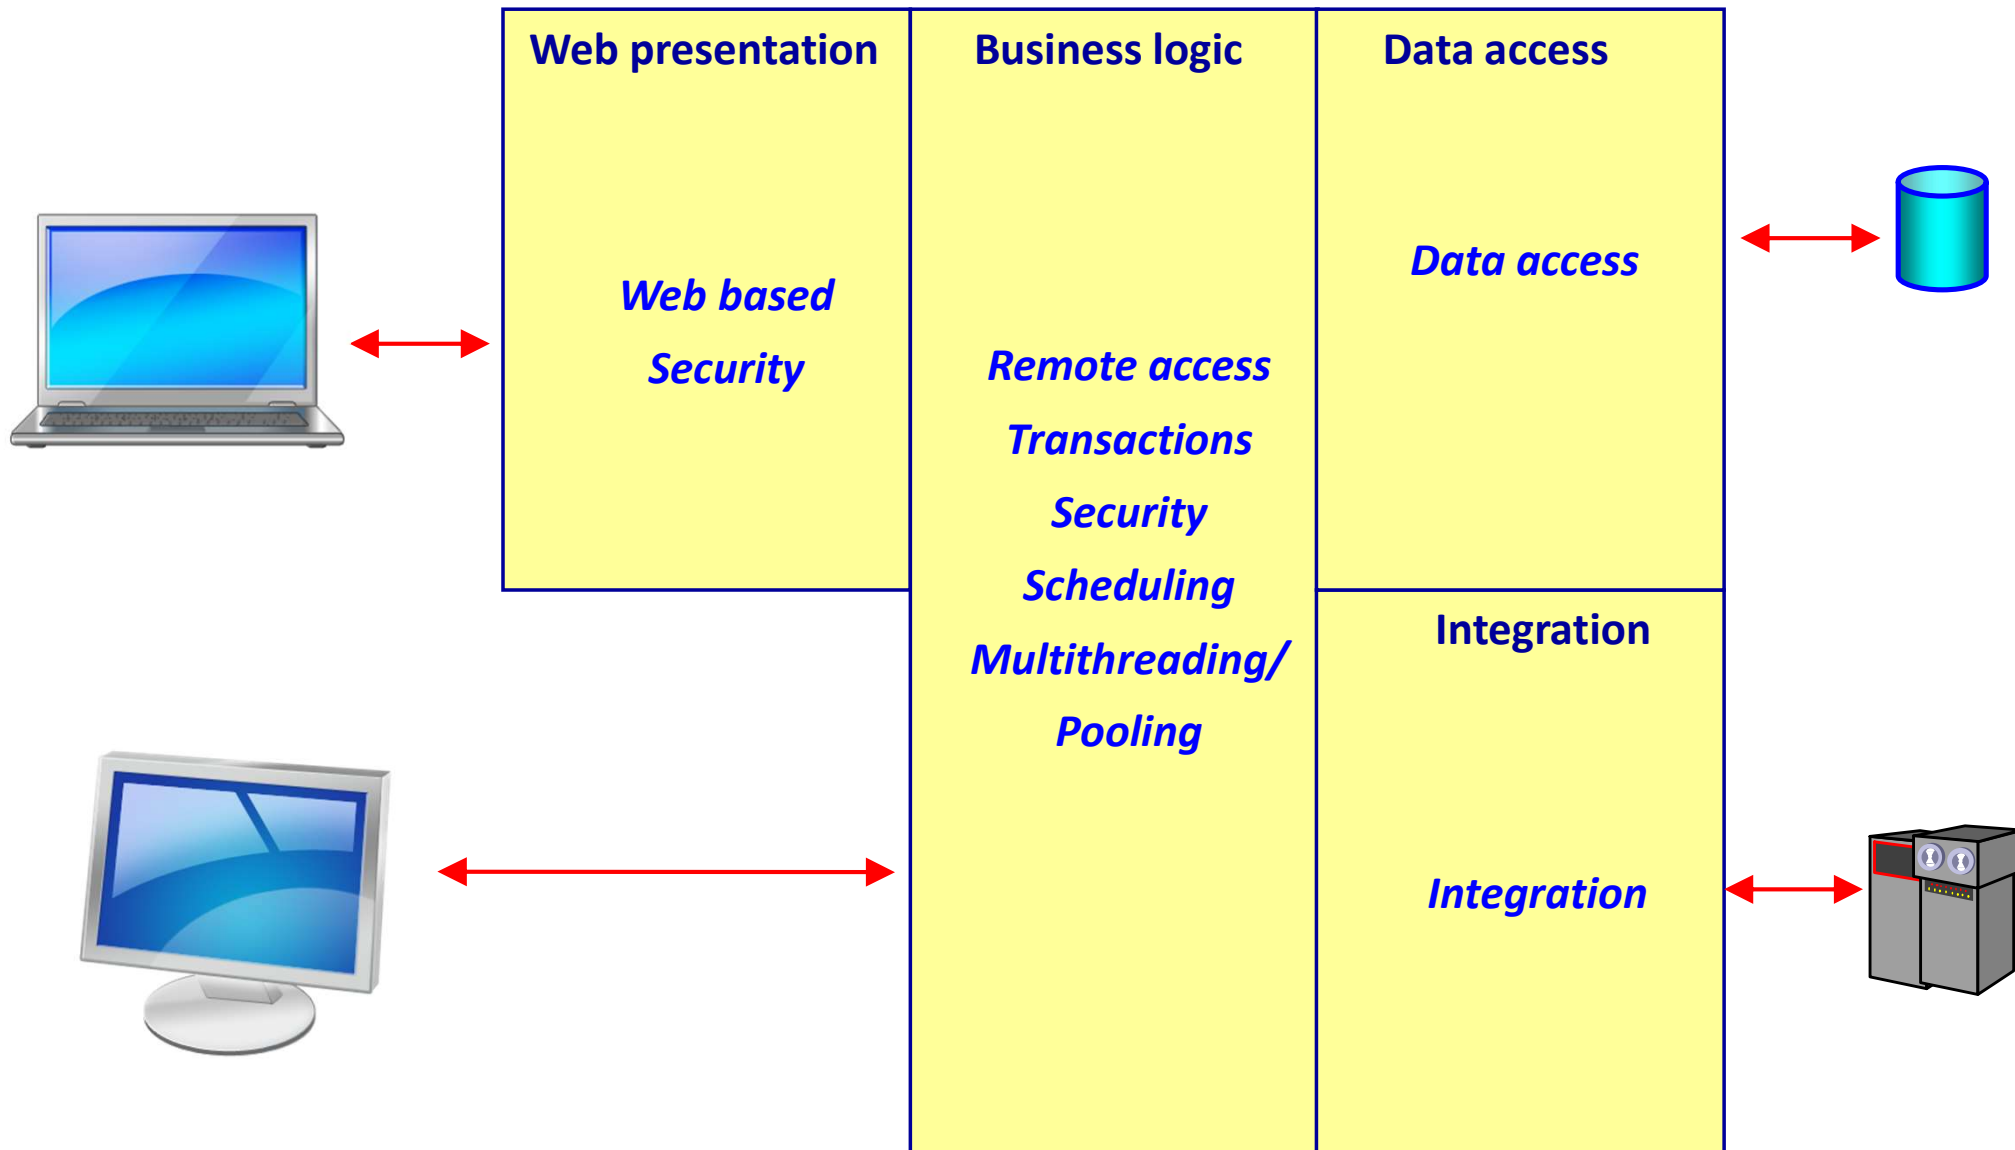 Web presentation
Web based
Security
Business logic
Remote access
Transactions
Security
Scheduling
Multithreading/
Pooling
Data access
Data access
Integration
Integration